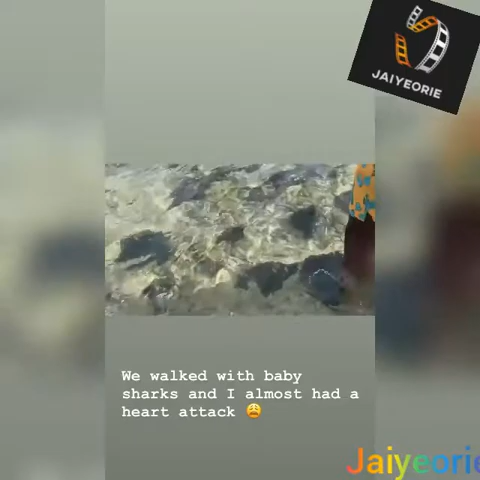 JAIYEORIE
We walked with baby
sharks and I almost had a
heart attack 😩
Jaiyeorie